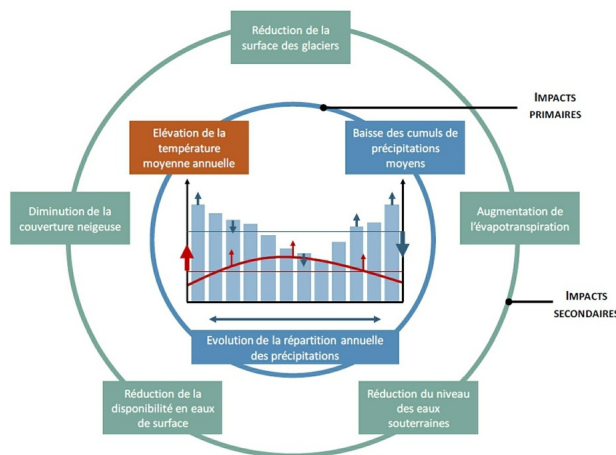 Réduction de la
surface des glaciers
IMPACTS
PRIMAIRES
Elévation de la
température
moyenne annuelle
Baisse des cumuls de
précipitations
moyens
Diminution de la
couverture neigeuse
Augmentation de
l'évapotranspiration
IMPACTS
SECONDAIRES
Evolution de la répartition annuelle
des précipitations
Réduction de la
disponibilité en eaux
de surface
Réduction du niveau
des eaux
souterraines